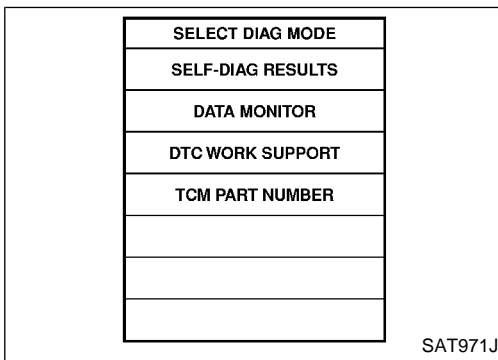 SELECT DIAG MODE
SELF-DIAG RESULTS
DATA MONITOR
DTC WORK SUPPORT
TCM PART NUMBER
SAT971J